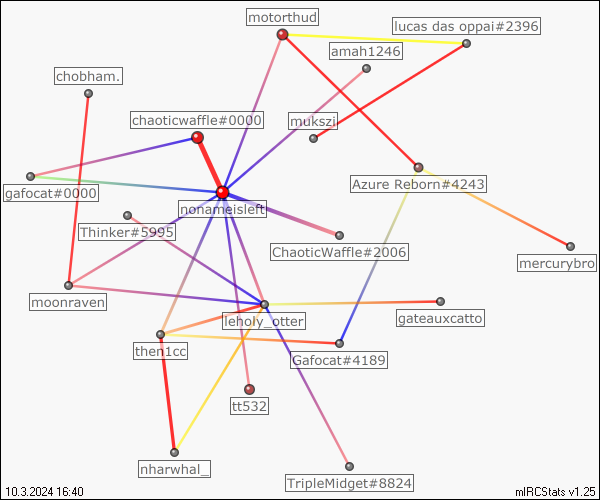 motorthud
lucas das oppai#2396
amah1246
chobham.
chaoticwaffle#0000
mukszi
Azure Reborn#4243
gafocat#0000
nonameisleft
Thinker#5995
ChaoticWaffle#2006
mercurybro
moonraven
leholy_otter
gateauxcatto
then1cc
Gafocat#4189
tt532
nharwhal_
TripleMidget#8824
10.3.2024 16:40
mIRCStats v1.25